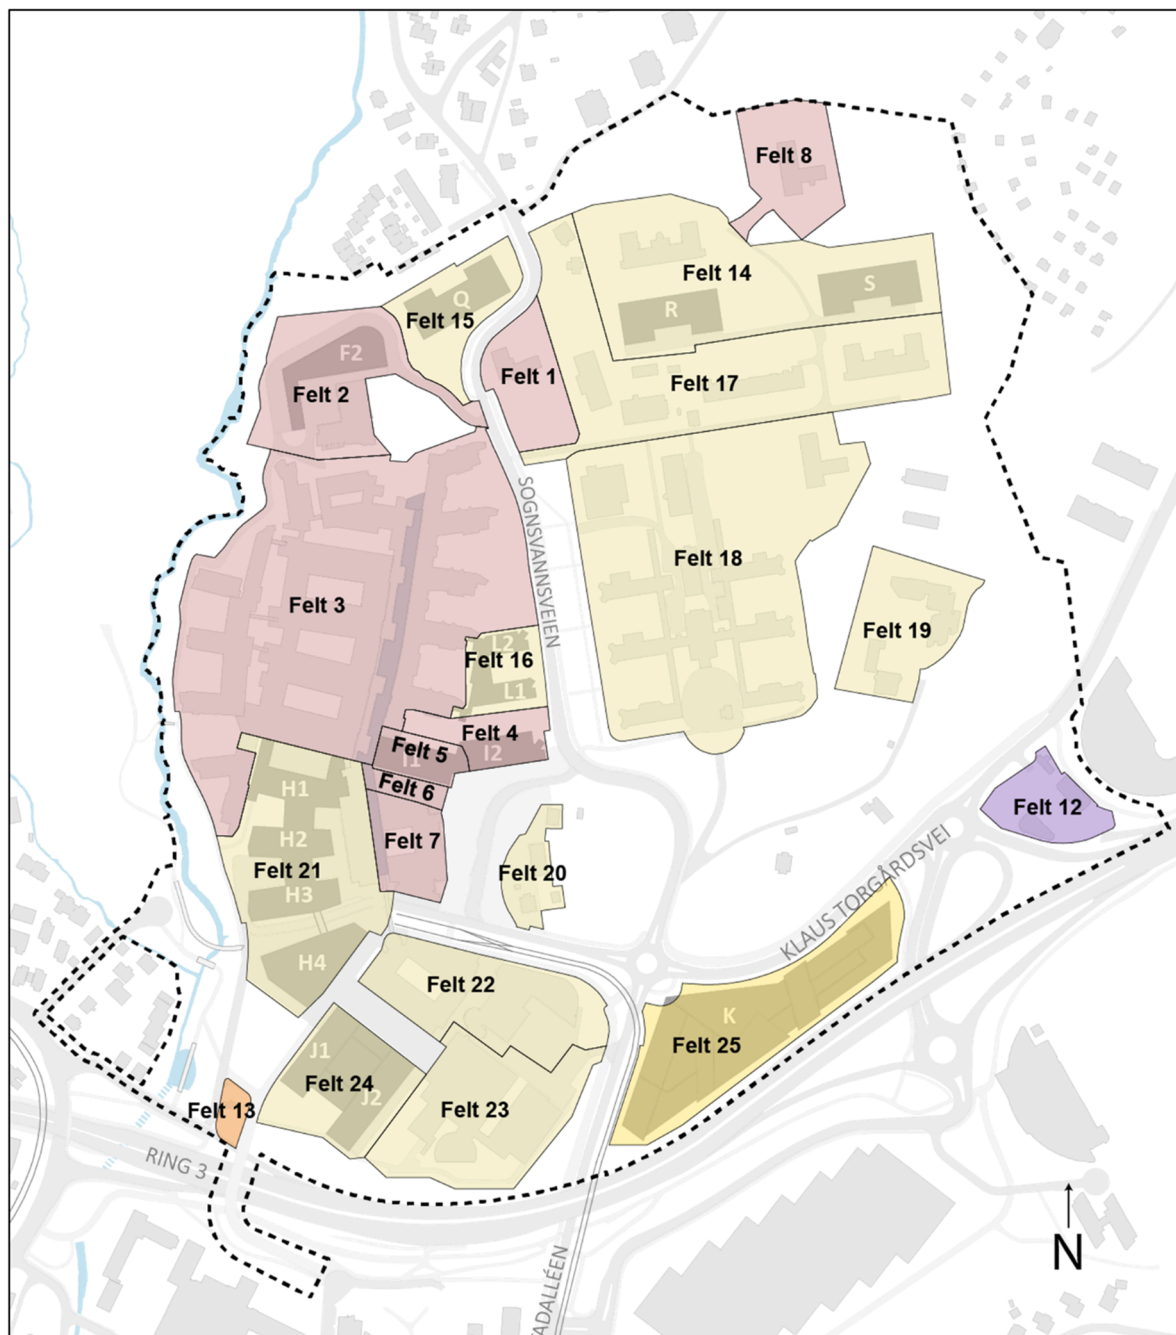 Felt 8
Felt 14
S
Q
R
Felt 15
F2
Felt 1
Felt 17
Felt 2
SOGNSVANNSVEIEN
Felt 18
Felt 3
Felt 19
L2
Felt 16
L1
Felt 4
Felt 5
I2
I1
Felt 6
H1
Felt 12
H2
Felt 7
Felt 21
Felt 20
H3
KLAUS TORGÅRDSVEI
H4
Felt 22
K
J1
Felt 25
Felt 24
J2
Felt 13
Felt 23
RING 3
N